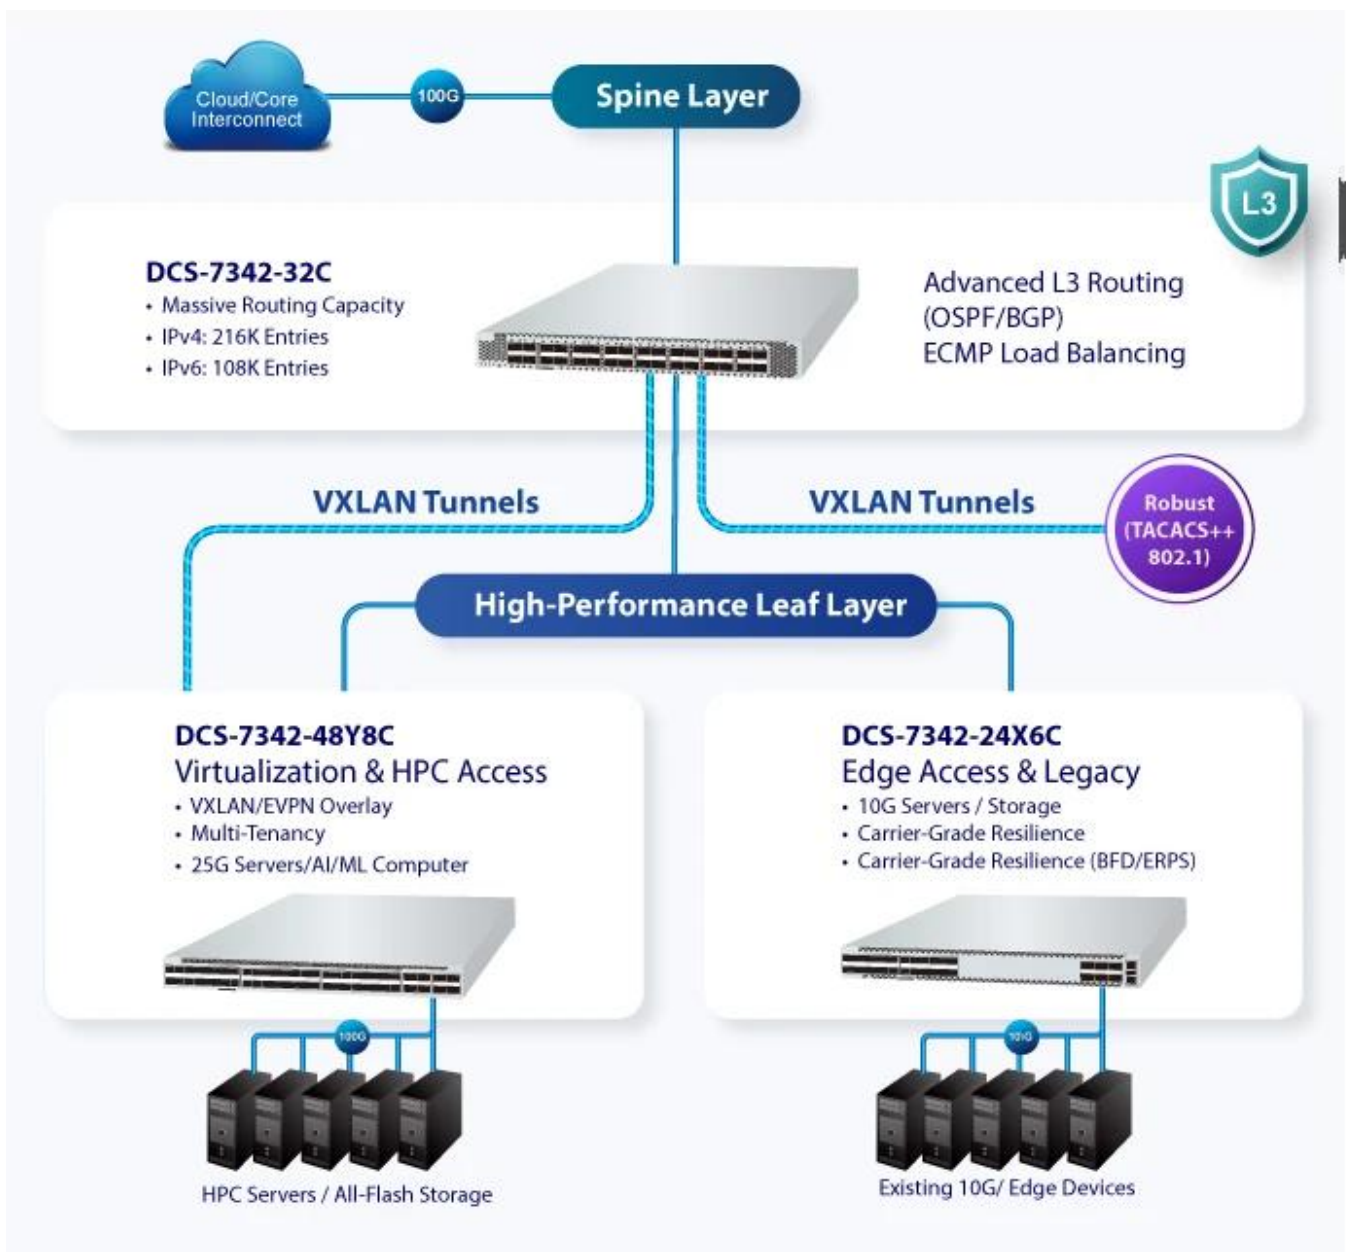 Cloud/Core
Interconnect
100G
Spine Layer
L3
DCS-7342-32C
• Massive Routing Capacity
• IPv4: 216K Entries
• IPv6: 108K Entries
Advanced L3 Routing
(OSPF/BGP)
ECMP Load Balancing
VXLAN Tunnels
VXLAN Tunnels
Robust
(TACACS++
802.1)
High-Performance Leaf Layer
DCS-7342-48Y8C
Virtualization & HPC Access
• VXLAN/EVPN Overlay
• Multi-Tenancy
• 25G Servers/AI/ML Computer
DCS-7342-24X6C
Edge Access & Legacy
• 10G Servers / Storage
• Carrier-Grade Resilience
• Carrier-Grade Resilience (BFD/ERPS)
100G
HPC Servers / All-Flash Storage
Existing 10G/ Edge Devices